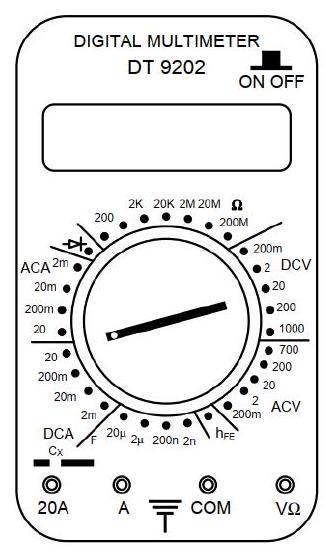 DIGITAL MULTIMETER
DT 9202
ON OFF
2K 20K 2M 20M Ω
200 200M
200m
ACA 2m 2 DCV
20m 20
200m 200
20 1000
20 700
200m 200
20m 20
2m 2
200m ACV
DCA F 20µ 2µ 200n 2n hFE
CX
20A A COM VΩ